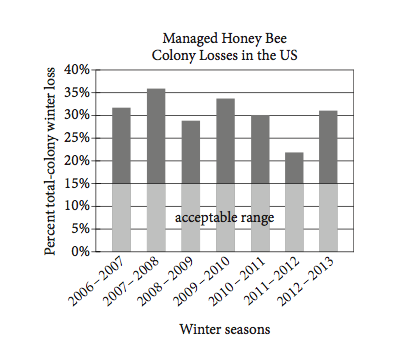 Managed Honey Bee
Colony Losses in the US
Percent total-colony winter loss
40%
35%
30%
25%
20%
15%
10%
5%
0%
acceptable range
2006 – 2007
2007 – 2008
2008 – 2009
2009 – 2010
2010 – 2011
2011 – 2012
2012 – 2013
Winter seasons